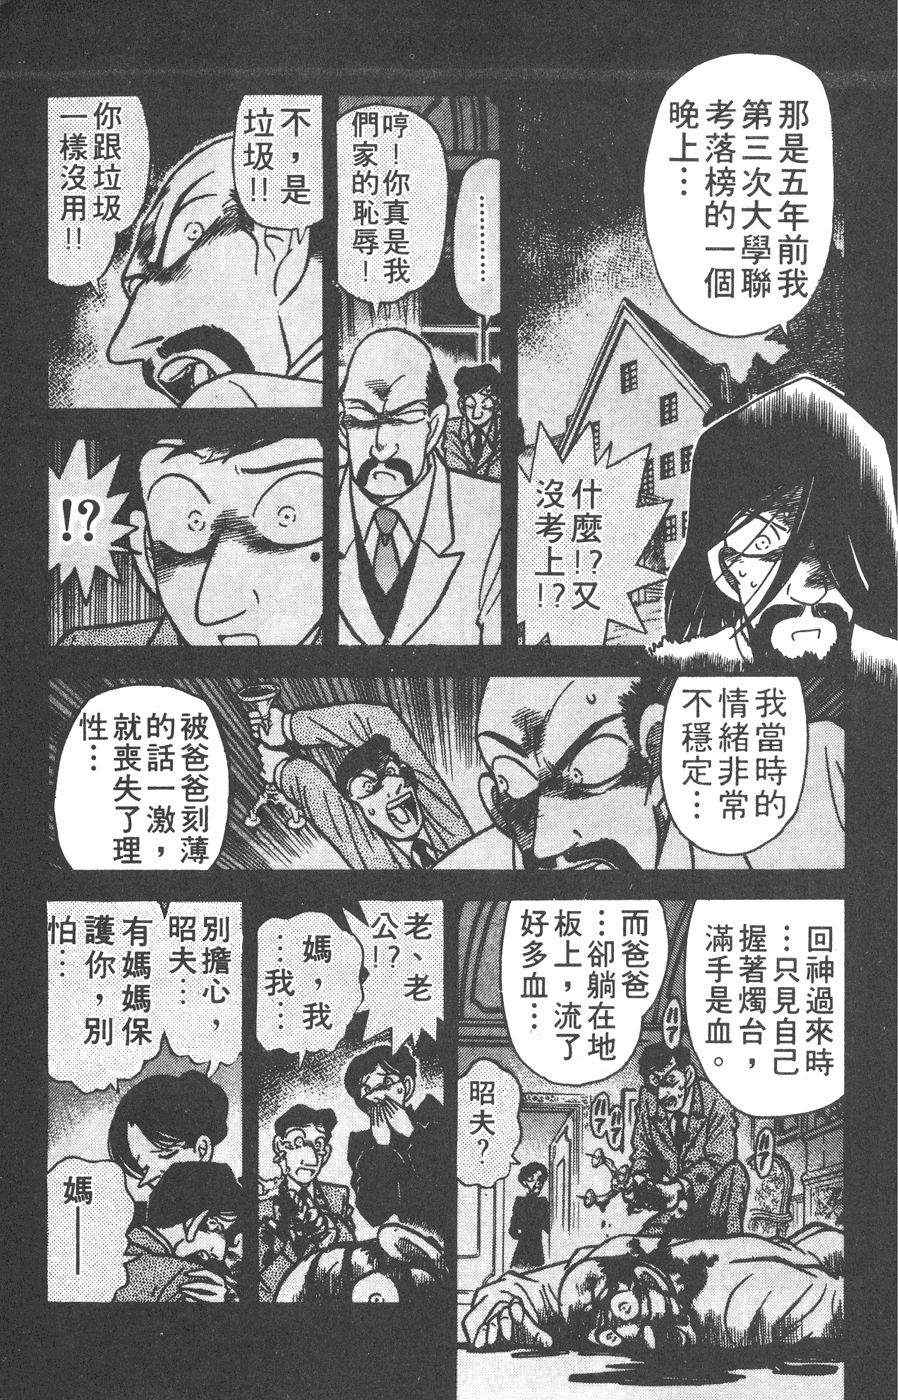 那是五年前我
第三次大學聯
考落榜的一個
晚上…
什麼!?又
沒考上!?
………
哼！你真是我
們家的恥辱！
不，是
垃圾!!
你跟垃圾
一樣沒用!!
!?
我當時的
情緒非常
不穩定…
被爸爸刻薄
的話一激，
就喪失了理
性…
回神過來時
…只見自己
握著燭台，
滿手是血。
而爸爸
…卻躺在地
板上，流了
好多血…
昭夫？
老、老
公!?
媽，我
…我…
別擔心，
昭夫…
有媽媽保
護你，別
怕…
媽——